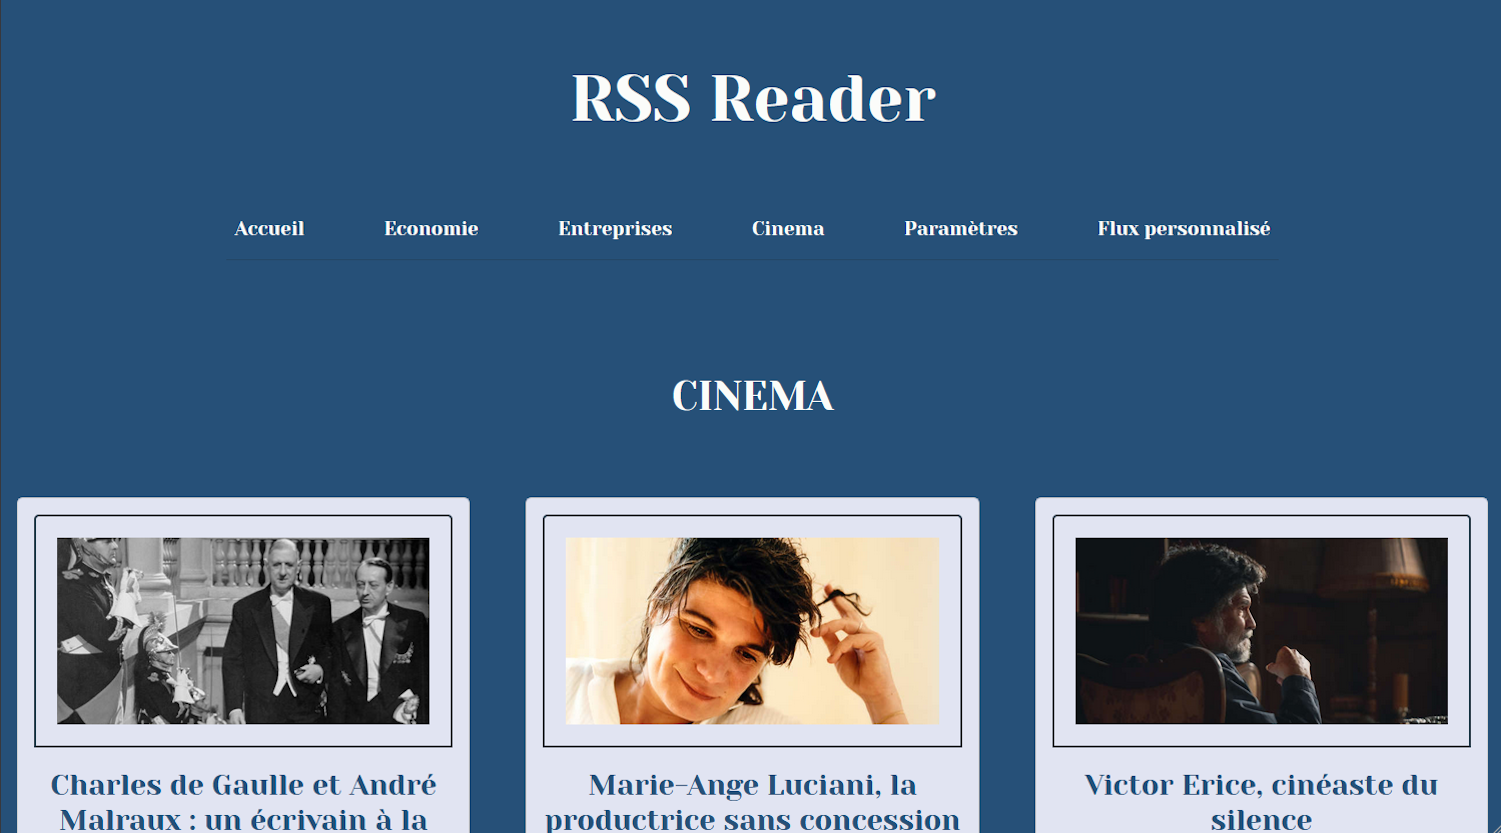 RSS Reader
Accueil Economie Entreprises Cinema Paramètres Flux personnalisé
CINEMA
Charles de Gaulle et André
Malraux : un écrivain à la
Marie-Ange Luciani, la
productrice sans concession
Victor Erice, cinéaste du
silence